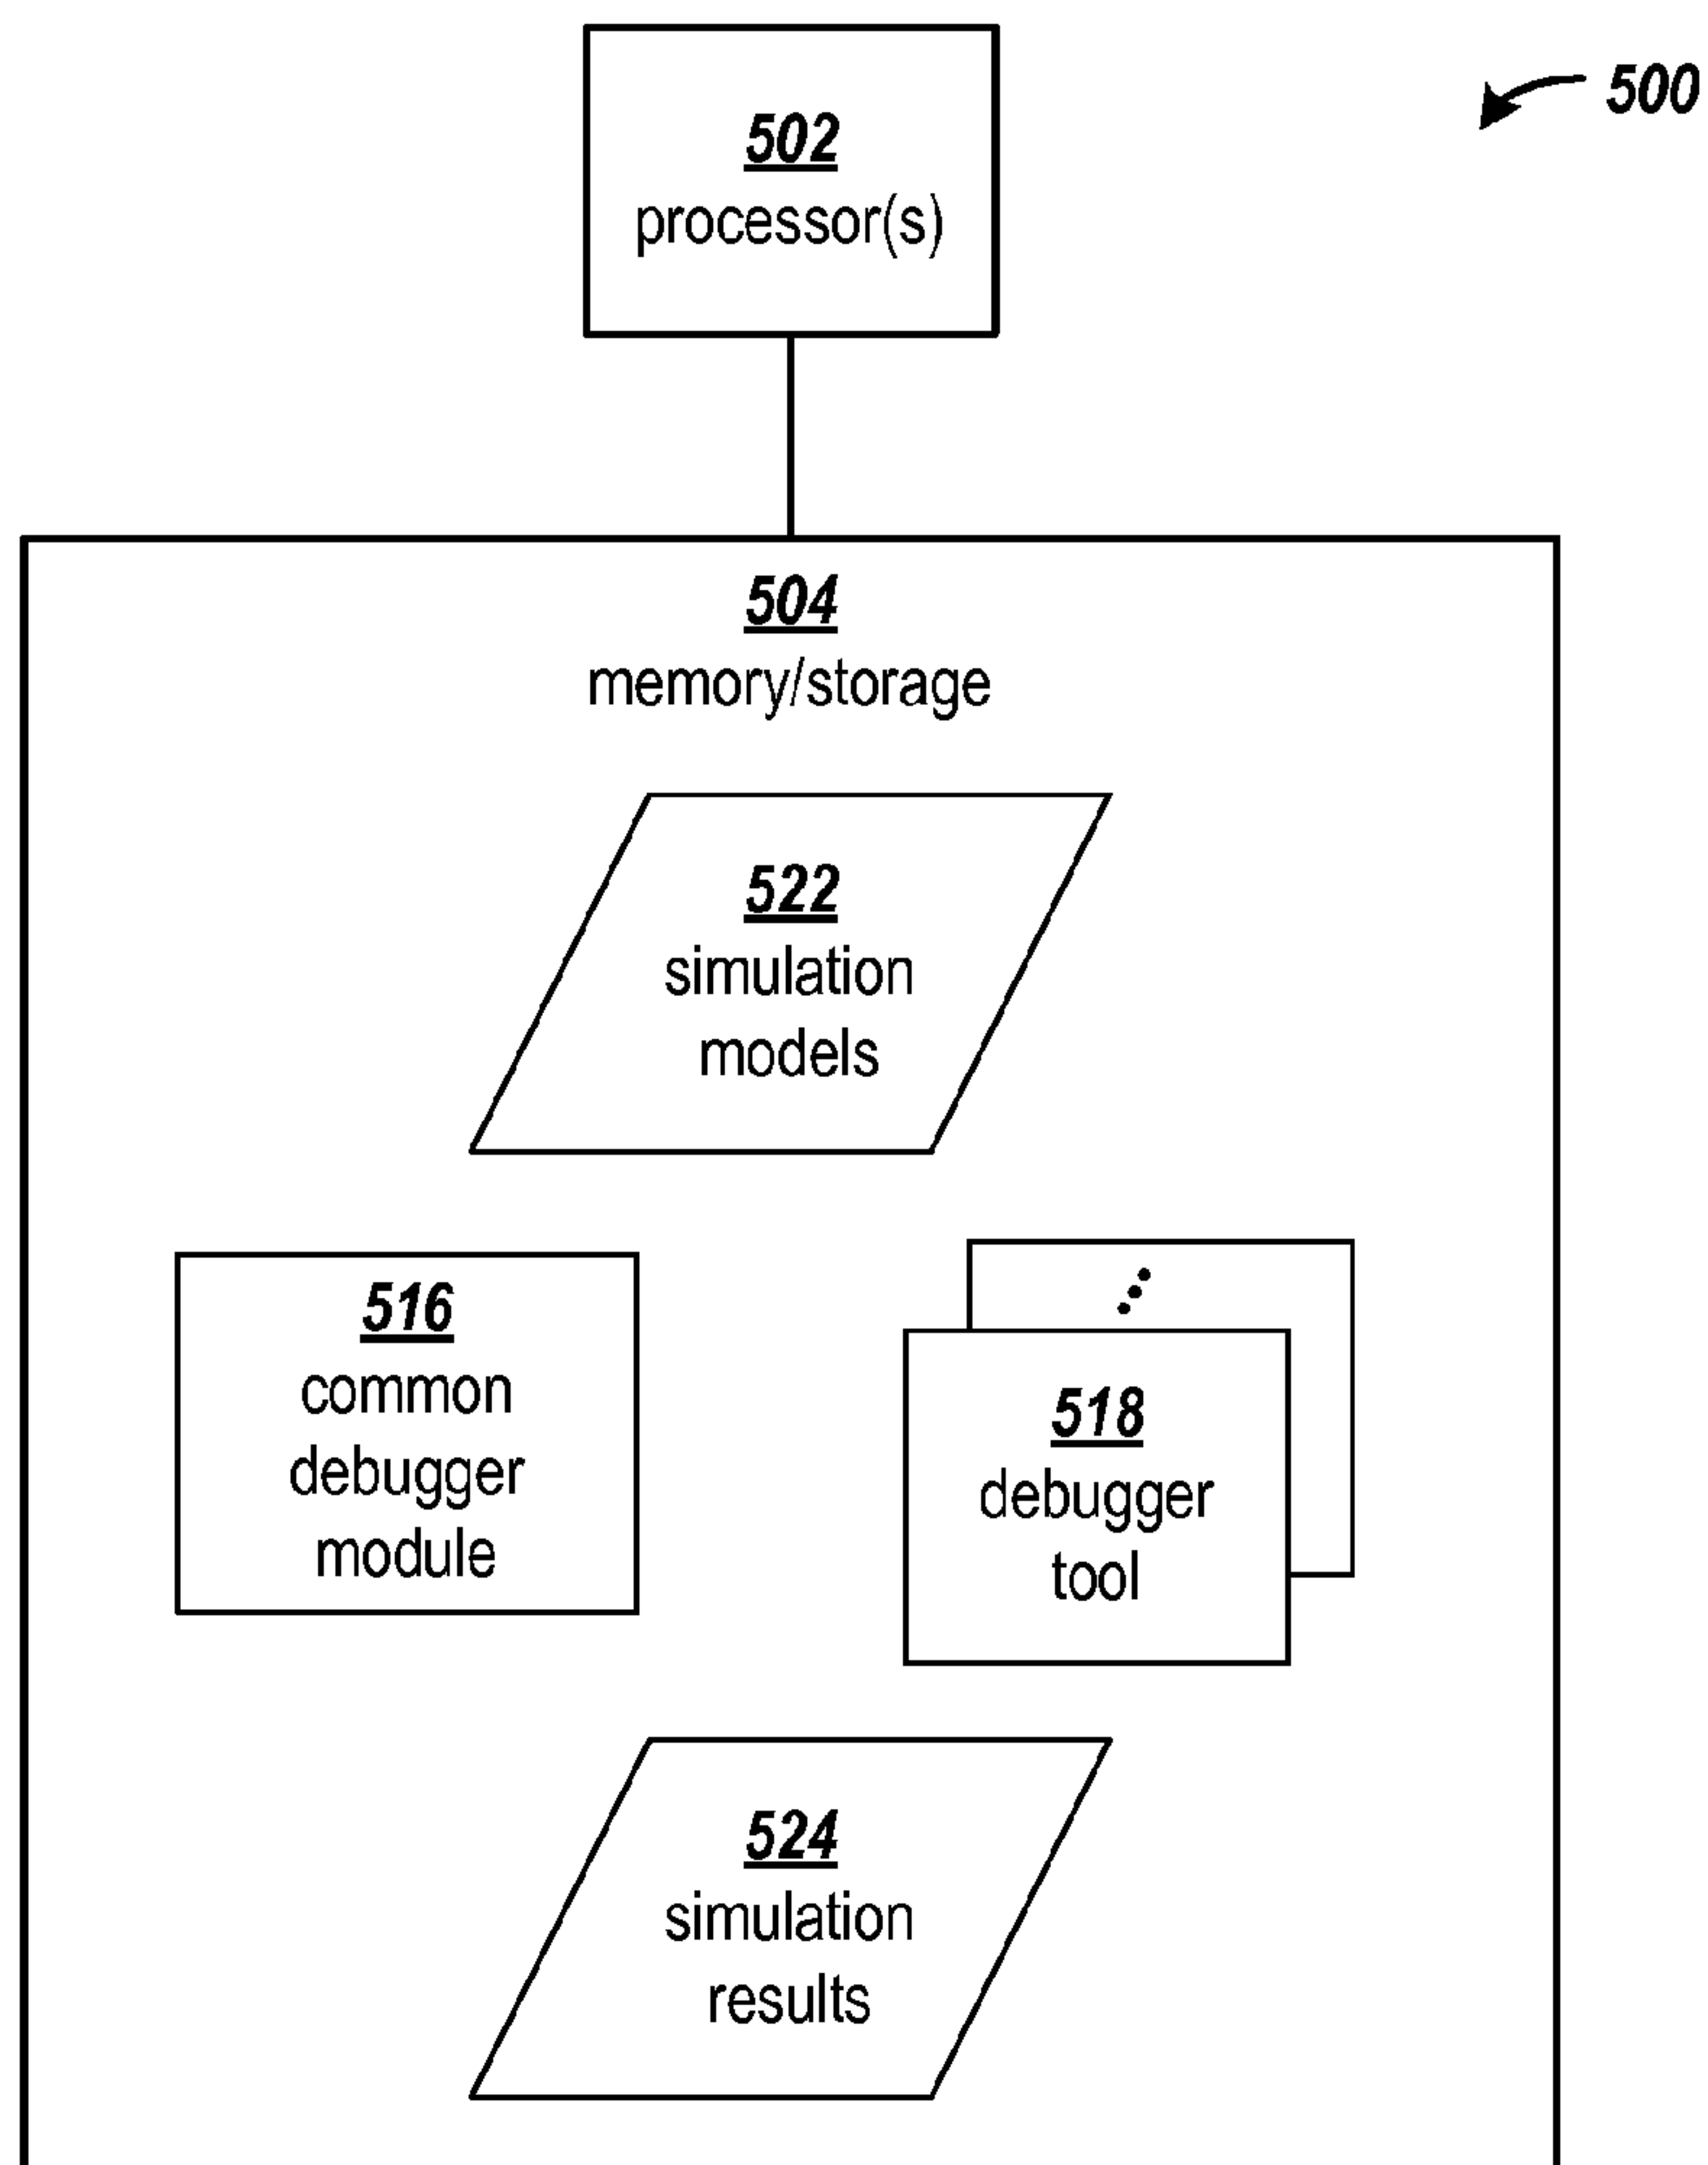 500
502
processor(s)
504
memory/storage
522
simulation
models
516
common
debugger
module
518
debugger
tool
524
simulation
results